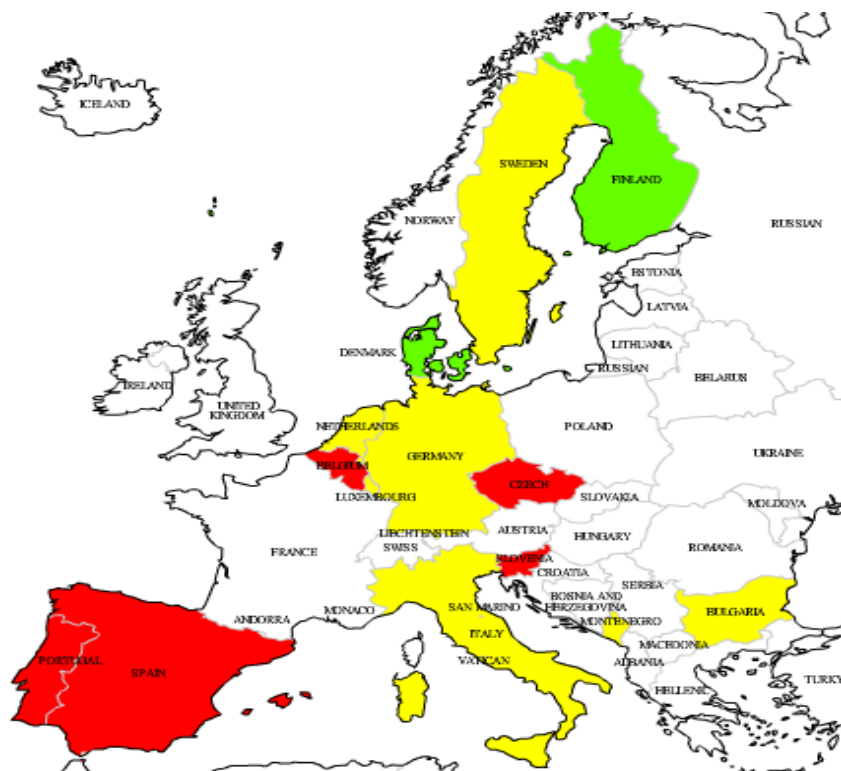 ICELAND
SWEDEN
FINLAND
NORWAY
RUSSIAN
ESTONIA
LATVIA
DENMARK
LITHUANIA
RUSSIAN
BELARUS
IRELAND
UNITED
KINGDOM
NETHERLANDS
POLAND
UKRAINE
GERMANY
BELGIUM
CZECH
LUXEMBOURG
SLOVAKIA
MOLDOVA
LIECHTENSTEIN
AUSTRIA
HUNGARY
SWISS
ROMANIA
FRANCE
SLOVENIA
CROATIA
SERBIA
BOSNIA AND
HERZEGOVINA
MONACO
SAN MARINO
ANDORRA
MONTENEGRO
BULGARIA
ITALY
MACHDONIA
PORTUGAL
SPAIN
VATICAN
ALBANIA
TURKY
HELLENIC